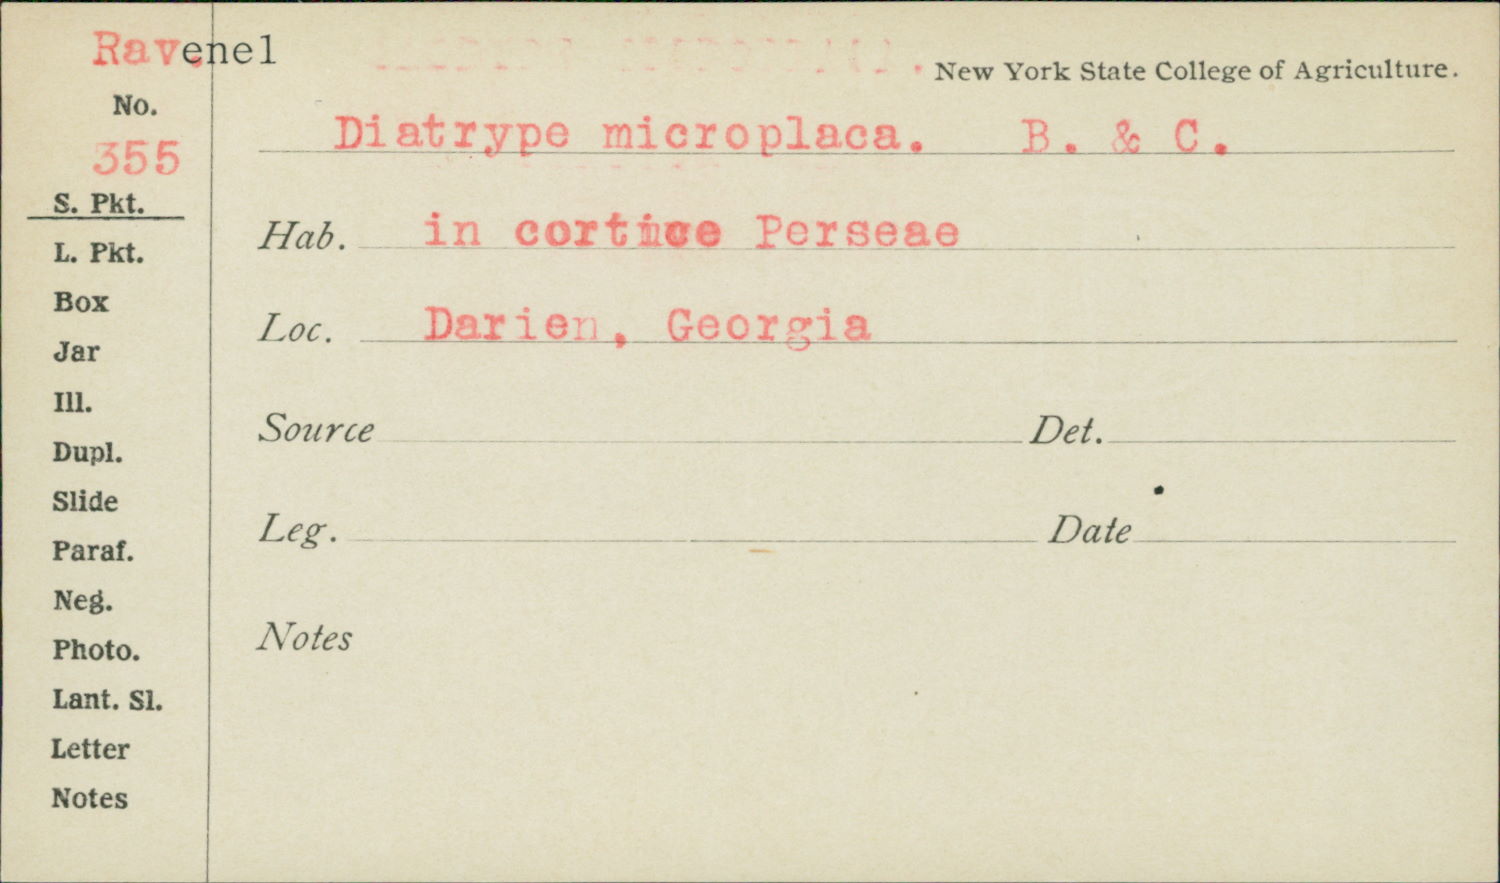 Ravenel
New York State College of Agriculture.
No.
355
Diatrype microplaca. B. & C.
S. Pkt.
Hab. in cortice Perseae
L. Pkt.
Box
Loc. Darien, Georgia
Jar
Ill.
Source Det.
Dupl.
Slide
Leg. Date
Paraf.
Neg.
Notes
Photo.
Lant. Sl.
Letter
Notes